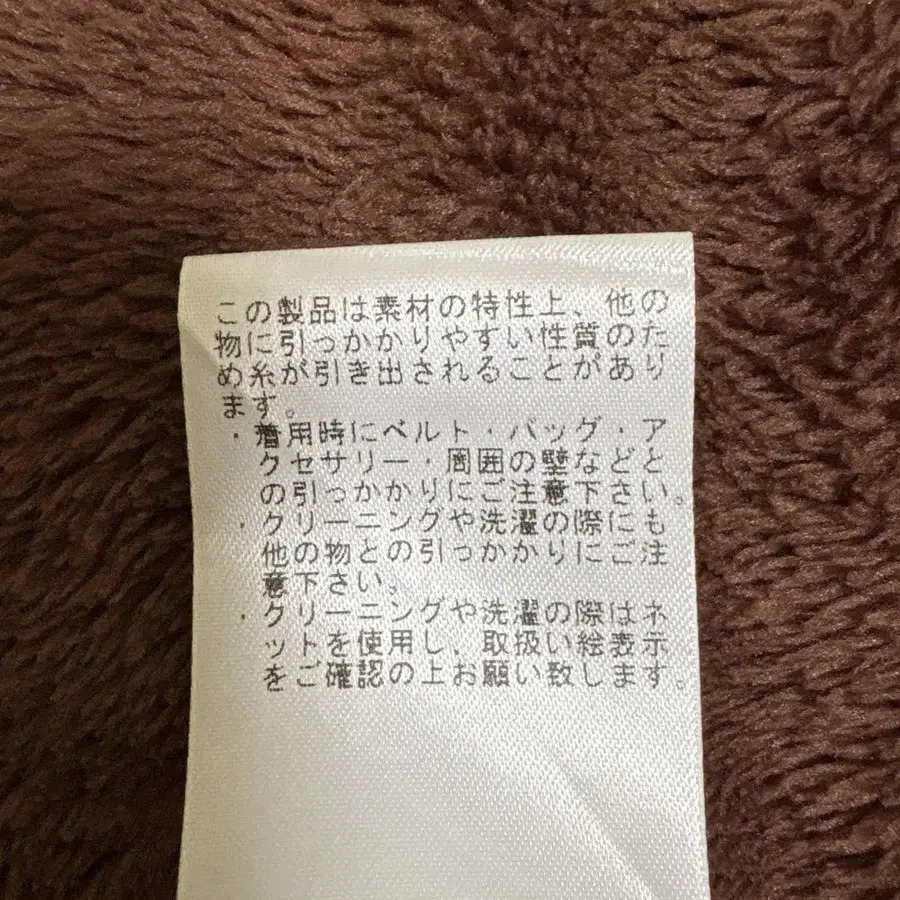 この製品は素材の特性上、他の
物に引っかかりやすい性質のた
め糸が引き出されることがあり
ます。
・着用時にベルト・バッグ・ア
クセサリー・周囲の壁などと
の引っかかりにご注意下さい。
・クリーニングや洗濯の際にも
他の物との引っかかりにご注
意下さい。
・クリーニングや洗濯の際はネ
ットを使用し、取扱い絵表示
をご確認の上お願い致します。